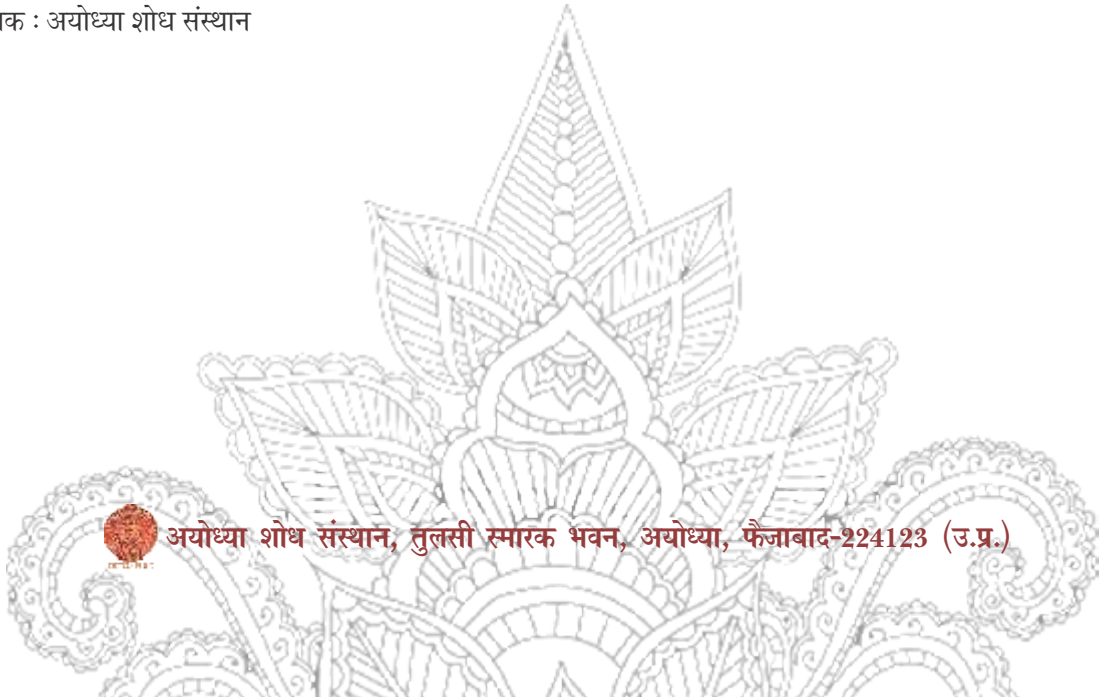 : अयोध्या शोध संस्थान
अयोध्या शोध संस्थान, तुलसी स्मारक भवन, अयोध्या, फैजाबाद-224123 (उ.प्र.)